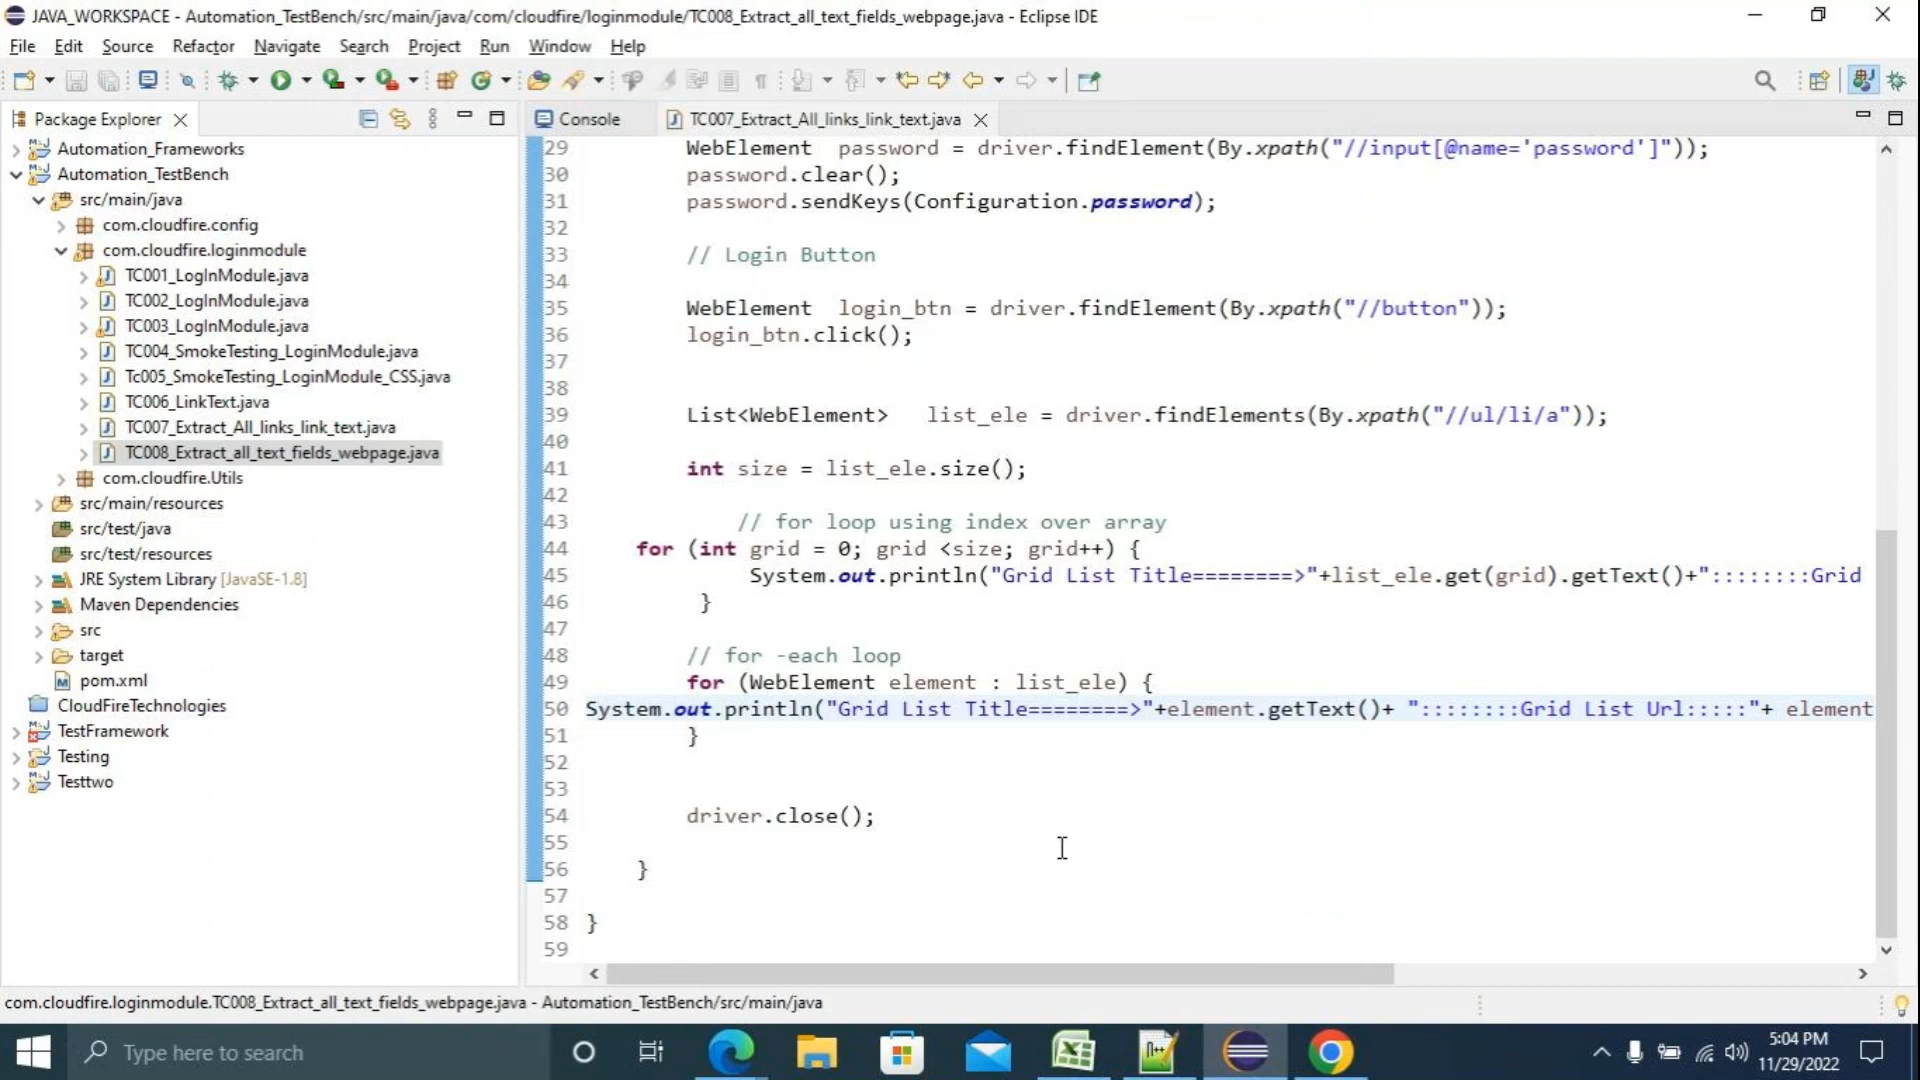 JAVA_WORKSPACE - Automation_TestBench/src/main/java/com/cloudfire/loginmodule/TC008_Extract_all_text_fields_webpage.java - Eclipse IDE
File Edit Source Refactor Navigate Search Project Run Window Help
Package Explorer
Automation_Frameworks
Automation_TestBench
src/main/java
com.cloudfire.config
com.cloudfire.loginmodule
TC001_LogInModule.java
TC002_LogInModule.java
TC003_LogInModule.java
TC004_SmokeTesting_LoginModule.java
Tc005_SmokeTesting_LoginModule_CSS.java
TC006_LinkText.java
TC007_Extract_All_links_link_text.java
TC008_Extract_all_text_fields_webpage.java
com.cloudfire.Utils
src/main/resources
src/test/java
src/test/resources
JRE System Library [JavaSE-1.8]
Maven Dependencies
src
target
pom.xml
CloudFireTechnologies
TestFramework
Testing
Testtwo
Console TC007_Extract_All_links_link_text.java
29 WebElement password = driver.findElement(By.xpath("//input[@name='password']"));
30 password.clear();
31 password.sendKeys(Configuration.password);
32
33 // Login Button
34
35 WebElement login_btn = driver.findElement(By.xpath("//button"));
36 login_btn.click();
37
38
39 List<WebElement> list_ele = driver.findElements(By.xpath("//ul/li/a"));
40
41 int size = list_ele.size();
42
43 // for loop using index over array
44 for (int grid = 0; grid <size; grid++) {
45 System.out.println("Grid List Title========>"+list_ele.get(grid).getText()+"::::::::Grid
46 }
47
48 // for -each loop
49 for (WebElement element : list_ele) {
50 System.out.println("Grid List Title========>"+element.getText()+ "::::::::Grid List Url:::::"+ element
51 }
52
53
54 driver.close();
55
56 }
57
58 }
59
com.cloudfire.loginmodule.TC008_Extract_all_text_fields_webpage.java - Automation_TestBench/src/main/java
Type here to search
5:04 PM
11/29/2022